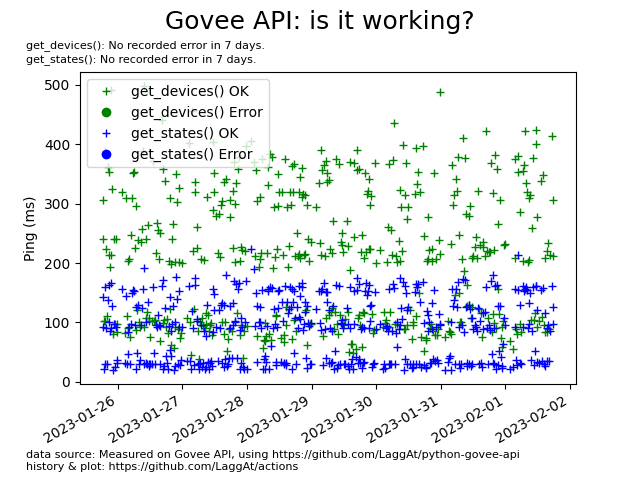 Govee API: is it working?
get_devices(): No recorded error in 7 days.
get_states(): No recorded error in 7 days.
get_devices() OK
get_devices() Error
get_states() OK
get_states() Error
500
400
300
200
100
0
Ping (ms)
2023-01-26
2023-01-27
2023-01-28
2023-01-29
2023-01-30
2023-01-31
2023-02-01
2023-02-02
data source: Measured on Govee API, using https://github.com/LaggAt/python-govee-api
history & plot: https://github.com/LaggAt/actions